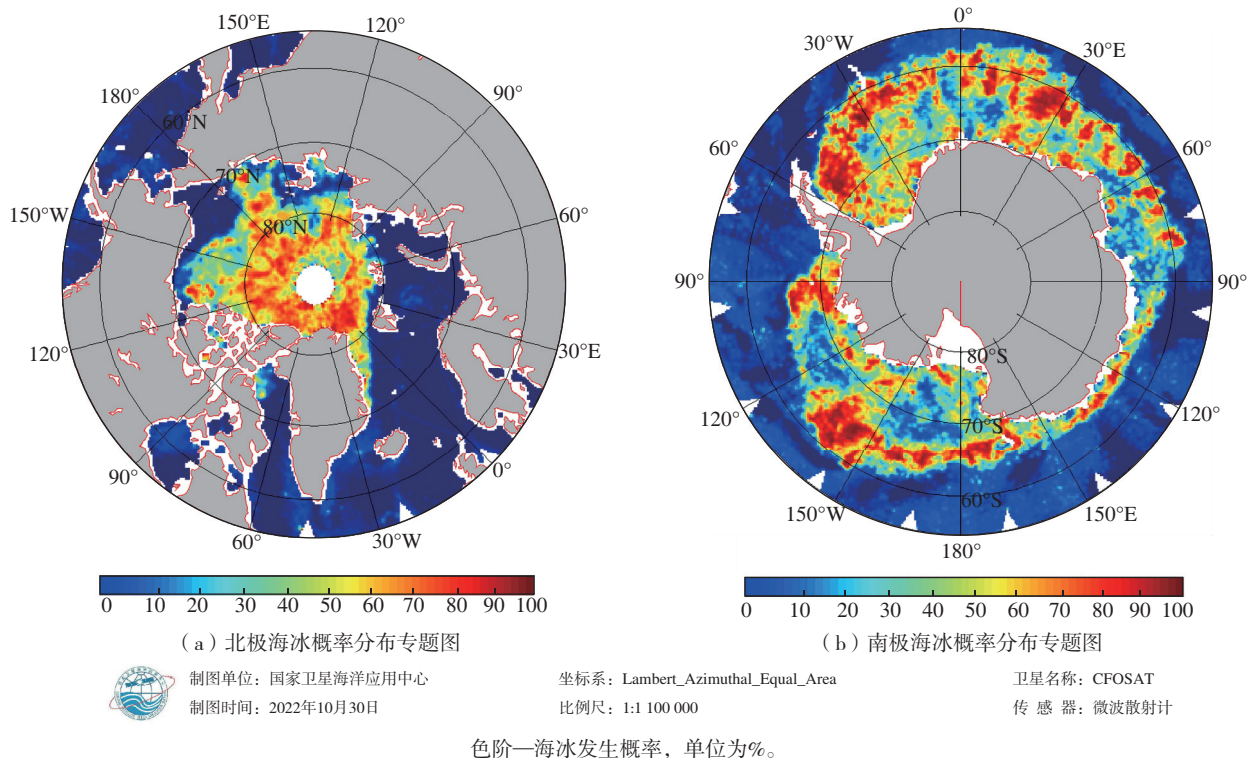 150°E
120°
180°
90°
60°N
70°N
80°N
150°W
60°
120°
30°E
90°
0°
60°
30°W
0 10 20 30 40 50 60 70 80 90 100
（a）北极海冰概率分布专题图
0°
30°W
30°E
60°
60°
90°
90°
80°S
120°
120°
70°S
60°S
150°W
150°E
180°
0 10 20 30 40 50 60 70 80 90 100
（b）南极海冰概率分布专题图
制图单位：国家卫星海洋应用中心
坐标系：Lambert_Azimuthal_Equal_Area
卫星名称：CFOSAT
制图时间：2022年10月30日
比例尺：1:1 100 000
传 感 器：微波散射计
色阶—海冰发生概率，单位为%。